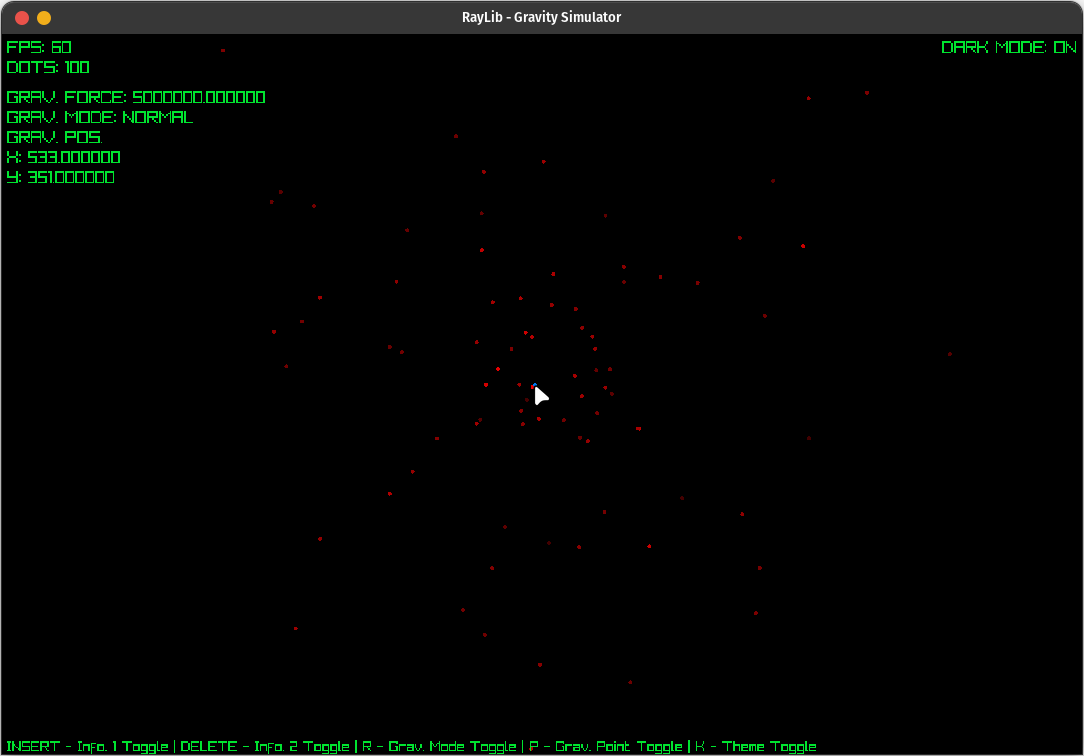 RayLib - Gravity Simulator
FPS: 60
DARK MODE: ON
DOTS: 100
GRAV. FORCE: 5000000.000000
GRAV. MODE: NORMAL
GRAV. POS.
X: 533.000000
Y: 351.000000
INSERT - Info. 1 Toggle | DELETE - Info. 2 Toggle | R - Grav. Mode Toggle | P - Grav. Point Toggle | K - Theme Toggle